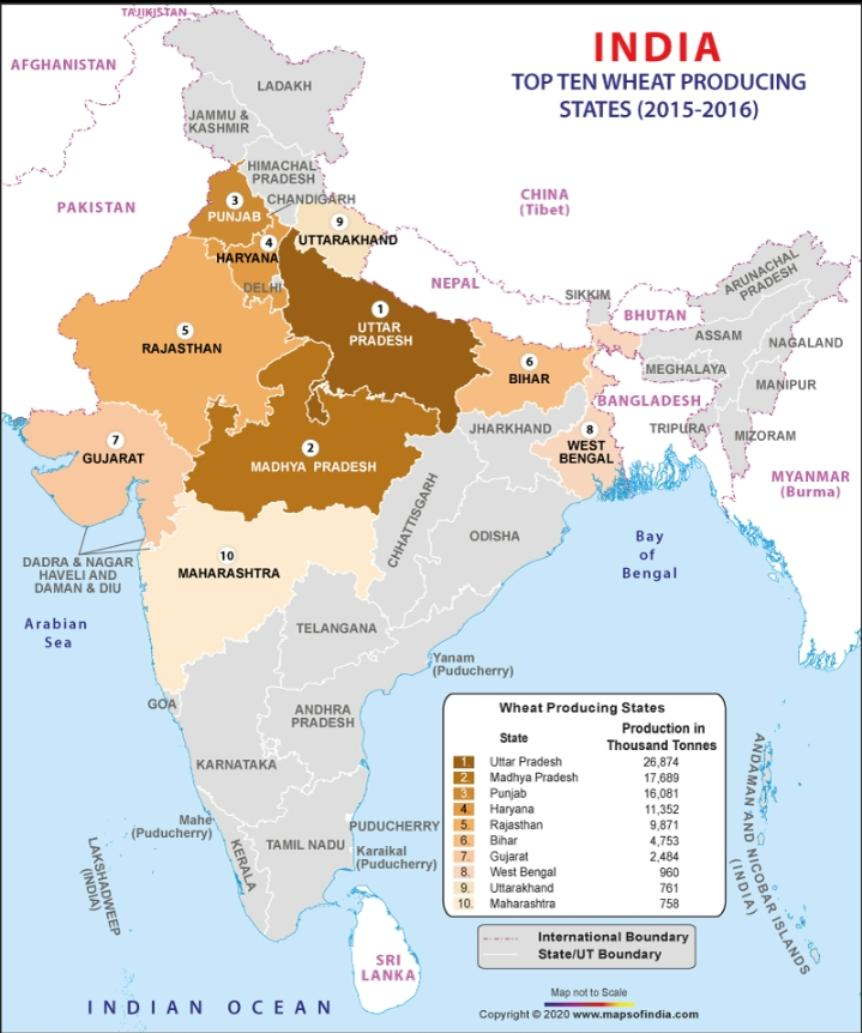 INDIA
TOP TEN WHEAT PRODUCING
STATES (2015-2016)
TAJIKISTAN
AFGHANISTAN
LADAKH
JAMMU &
KASHMIR
HIMACHAL
PRADESH
CHANDIGARH
PAKISTAN
CHINA
(Tibet)
3
PUNJAB
9
UTTARAKHAND
4
HARYANA
DELHI
NEPAL
SIKKIM
BHUTAN
ARUNACHAL
PRADESH
1
UTTAR
PRADESH
5
RAJASTHAN
ASSAM
NAGALAND
MEGHALAYA
MANIPUR
6
BIHAR
BANGLADESH
TRIPURA
MIZORAM
JHARKHAND
8
WEST
BENGAL
7
GUJARAT
2
MADHYA PRADESH
MYANMAR
(Burma)
CHHATTISGARH
ODISHA
Bay
of
Bengal
DADRA & NAGAR
HAVELI AND
DAMAN & DIU
10
MAHARASHTRA
Arabian
Sea
TELANGANA
Yanam
(Puducherry)
GOA
ANDHRA
PRADESH
KARNATAKA
Mahe
(Puducherry)
KERALA
TAMIL NADU
PUDUCHERRY
Karaikal
(Puducherry)
LAKSHADWEEP
(INDIA)
ANDAMAN AND NICOBAR ISLANDS
(INDIA)
SRI
LANKA
INDIAN OCEAN
Wheat Producing States
State Production in
Thousand Tonnes
1. Uttar Pradesh 26,874
2. Madhya Pradesh 17,689
3. Punjab 16,081
4. Haryana 11,352
5. Rajasthan 9,871
6. Bihar 4,753
7. Gujarat 2,484
8. West Bengal 960
9. Uttarakhand 761
10. Maharashtra 758
International Boundary
State/UT Boundary
Map not to Scale
Copyright © 2020 www.mapsofindia.com